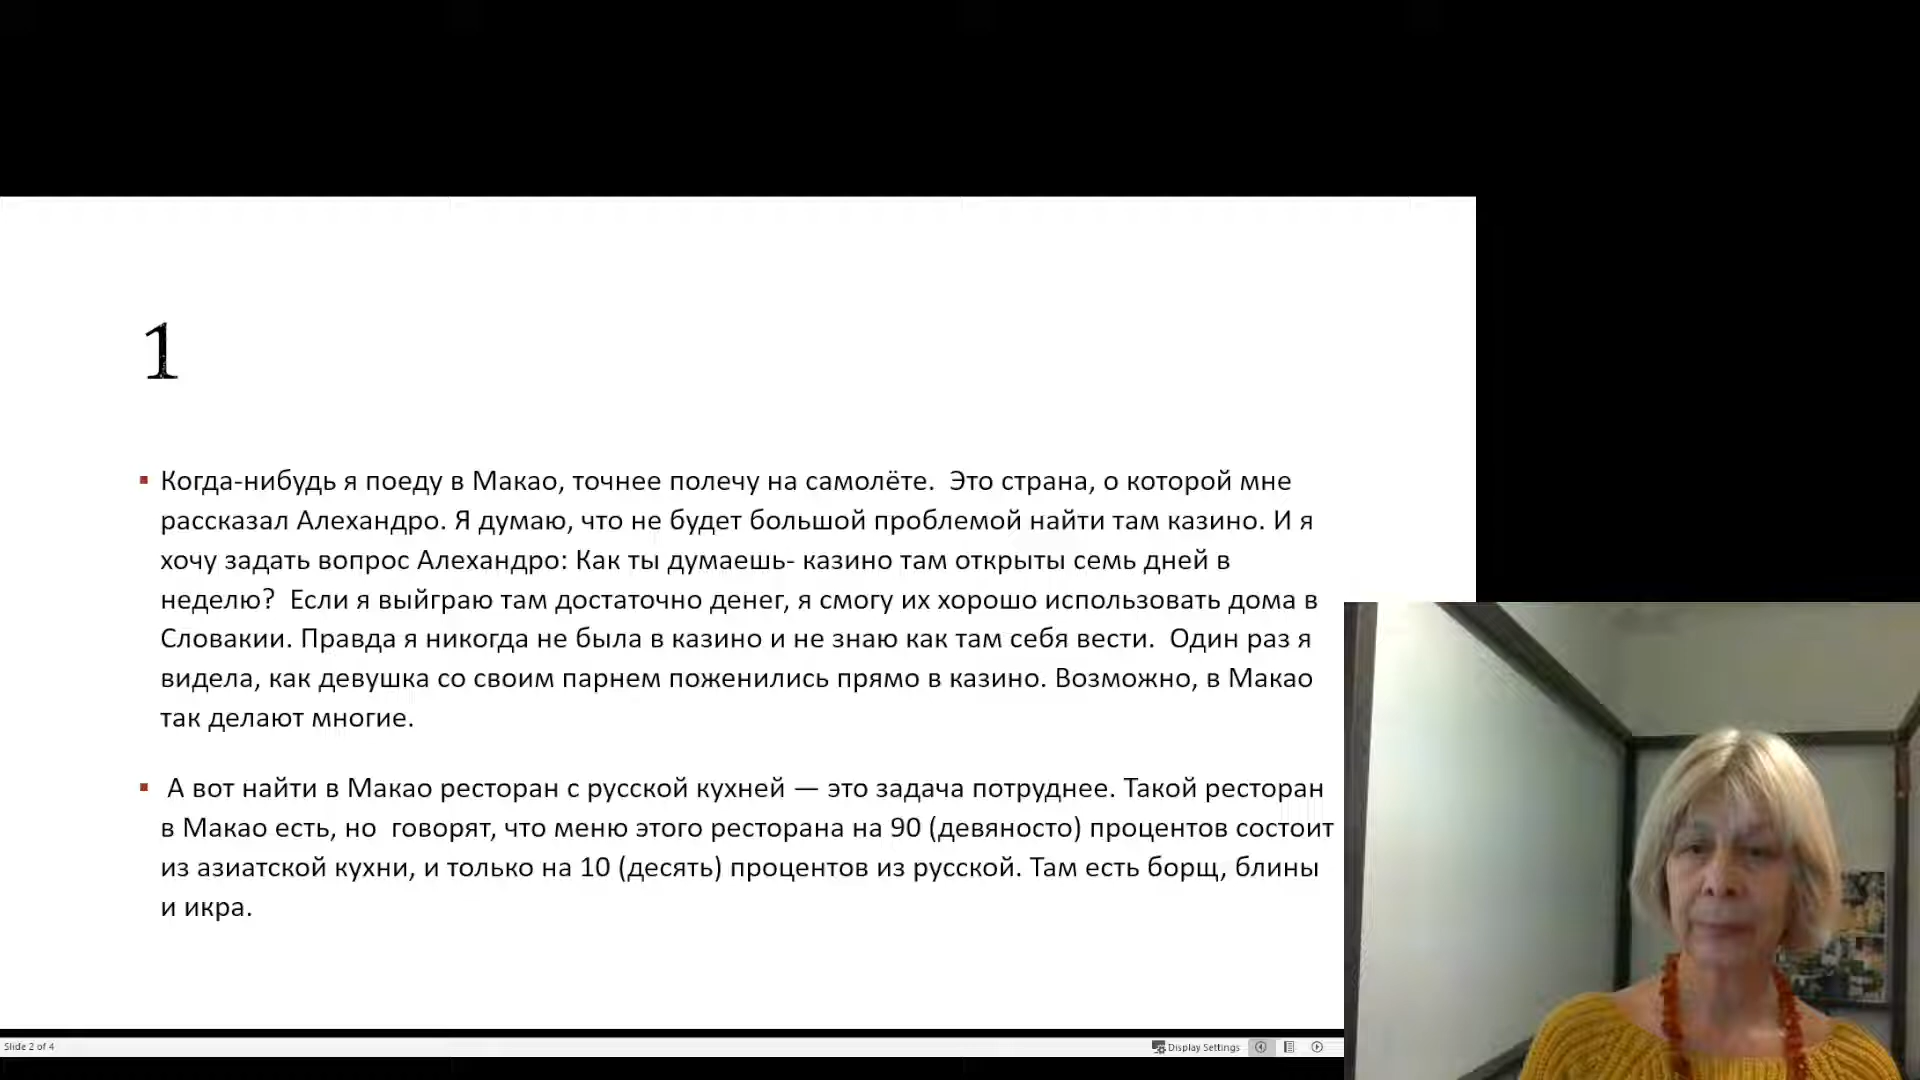 1
Когда-нибудь я поеду в Макао, точнее полечу на самолёте.  Это страна, о которой мне
рассказал Алехандро. Я думаю, что не будет большой проблемой найти там казино. И я
хочу задать вопрос Алехандро: Как ты думаешь- казино там открыты семь дней в
неделю?  Если я выйграю там достаточно денег, я смогу их хорошо использовать дома в
Словакии. Правда я никогда не была в казино и не знаю как там себя вести.  Один раз я
видела, как девушка со своим парнем поженились прямо в казино. Возможно, в Макао
так делают многие.
А вот найти в Макао ресторан с русской кухней — это задача потруднее. Такой ресторан
в Макао есть, но  говорят, что меню этого ресторана на 90 (девяносто) процентов состоит
из азиатской кухни, и только на 10 (десять) процентов из русской. Там есть борщ, блины
и икра.
Slide 2 of 4
Display Settings